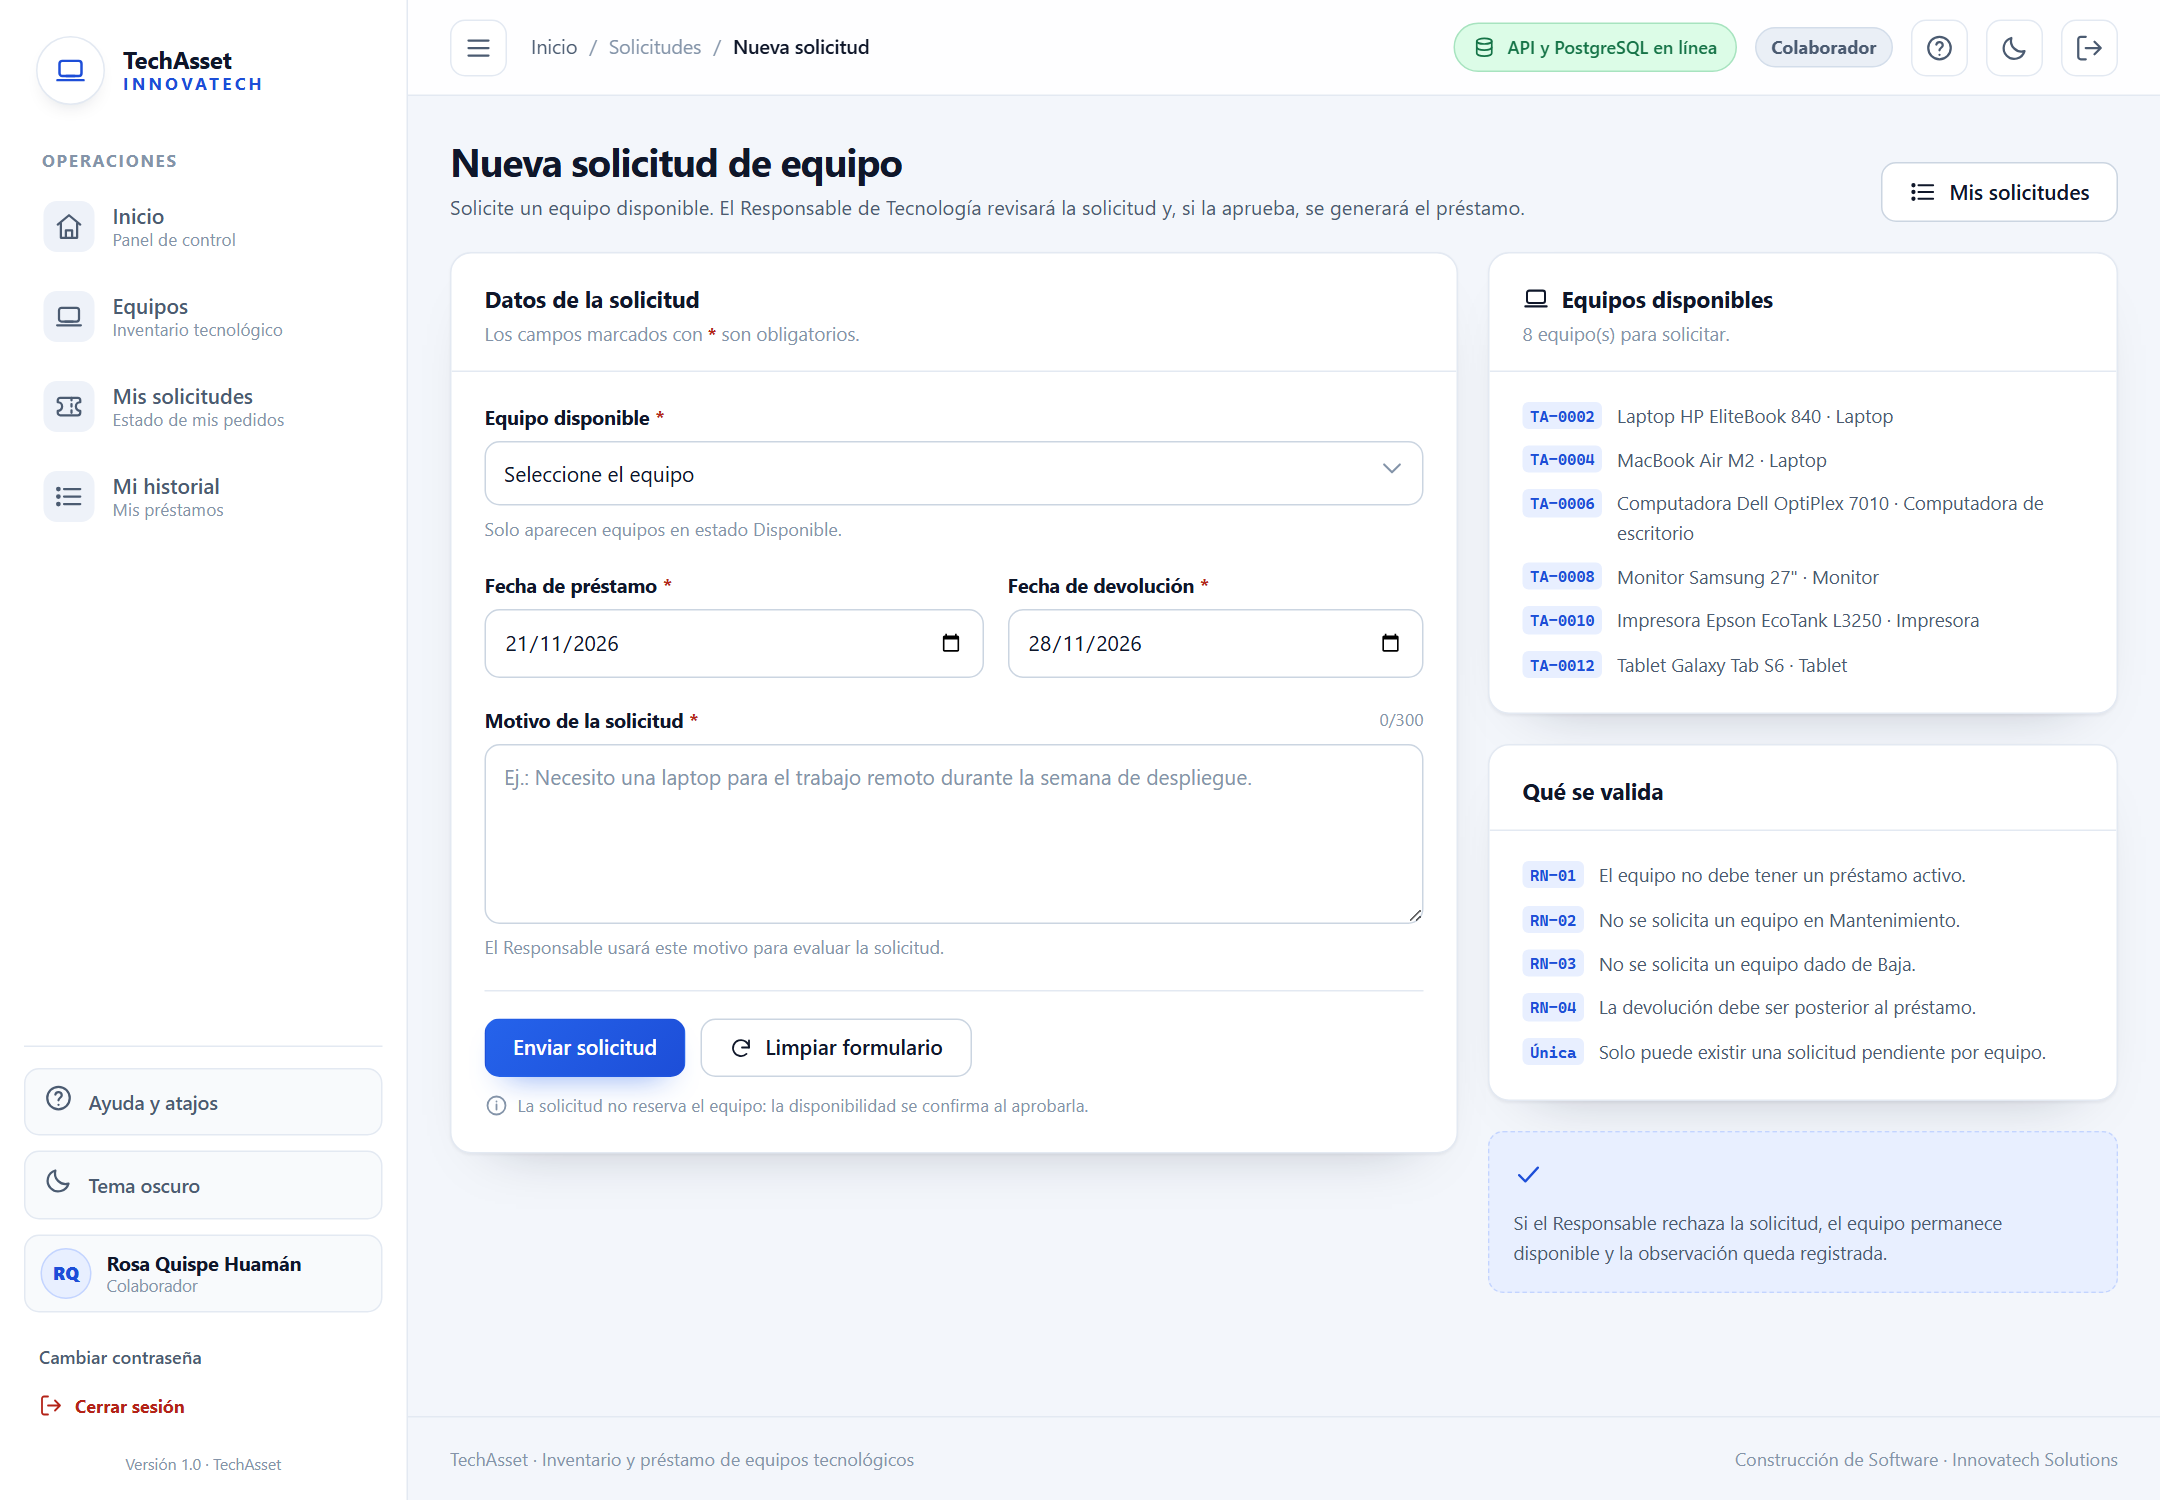 TechAsset
INNOVATECH
OPERACIONES
Inicio
Panel de control
Equipos
Inventario tecnológico
Mis solicitudes
Estado de mis pedidos
Mi historial
Mis préstamos
Ayuda y atajos
Tema oscuro
RQ
Rosa Quispe Huamán
Colaborador
Cambiar contraseña
Cerrar sesión
Versión 1.0 · TechAsset
Inicio / Solicitudes / Nueva solicitud
API y PostgreSQL en línea
Colaborador
Nueva solicitud de equipo
Solicite un equipo disponible. El Responsable de Tecnología revisará la solicitud y, si la aprueba, se generará el préstamo.
Mis solicitudes
Datos de la solicitud
Los campos marcados con * son obligatorios.
Equipo disponible *
Seleccione el equipo
Solo aparecen equipos en estado Disponible.
Fecha de préstamo *
21/11/2026
Fecha de devolución *
28/11/2026
Motivo de la solicitud *
0/300
Ej.: Necesito una laptop para el trabajo remoto durante la semana de despliegue.
El Responsable usará este motivo para evaluar la solicitud.
Enviar solicitud
Limpiar formulario
La solicitud no reserva el equipo: la disponibilidad se confirma al aprobarla.
Equipos disponibles
8 equipo(s) para solicitar.
TA-0002 Laptop HP EliteBook 840 · Laptop
TA-0004 MacBook Air M2 · Laptop
TA-0006 Computadora Dell OptiPlex 7010 · Computadora de
escritorio
TA-0008 Monitor Samsung 27" · Monitor
TA-0010 Impresora Epson EcoTank L3250 · Impresora
TA-0012 Tablet Galaxy Tab S6 · Tablet
Qué se valida
RN-01 El equipo no debe tener un préstamo activo.
RN-02 No se solicita un equipo en Mantenimiento.
RN-03 No se solicita un equipo dado de Baja.
RN-04 La devolución debe ser posterior al préstamo.
Única Solo puede existir una solicitud pendiente por equipo.
Si el Responsable rechaza la solicitud, el equipo permanece
disponible y la observación queda registrada.
TechAsset · Inventario y préstamo de equipos tecnológicos
Construcción de Software · Innovatech Solutions